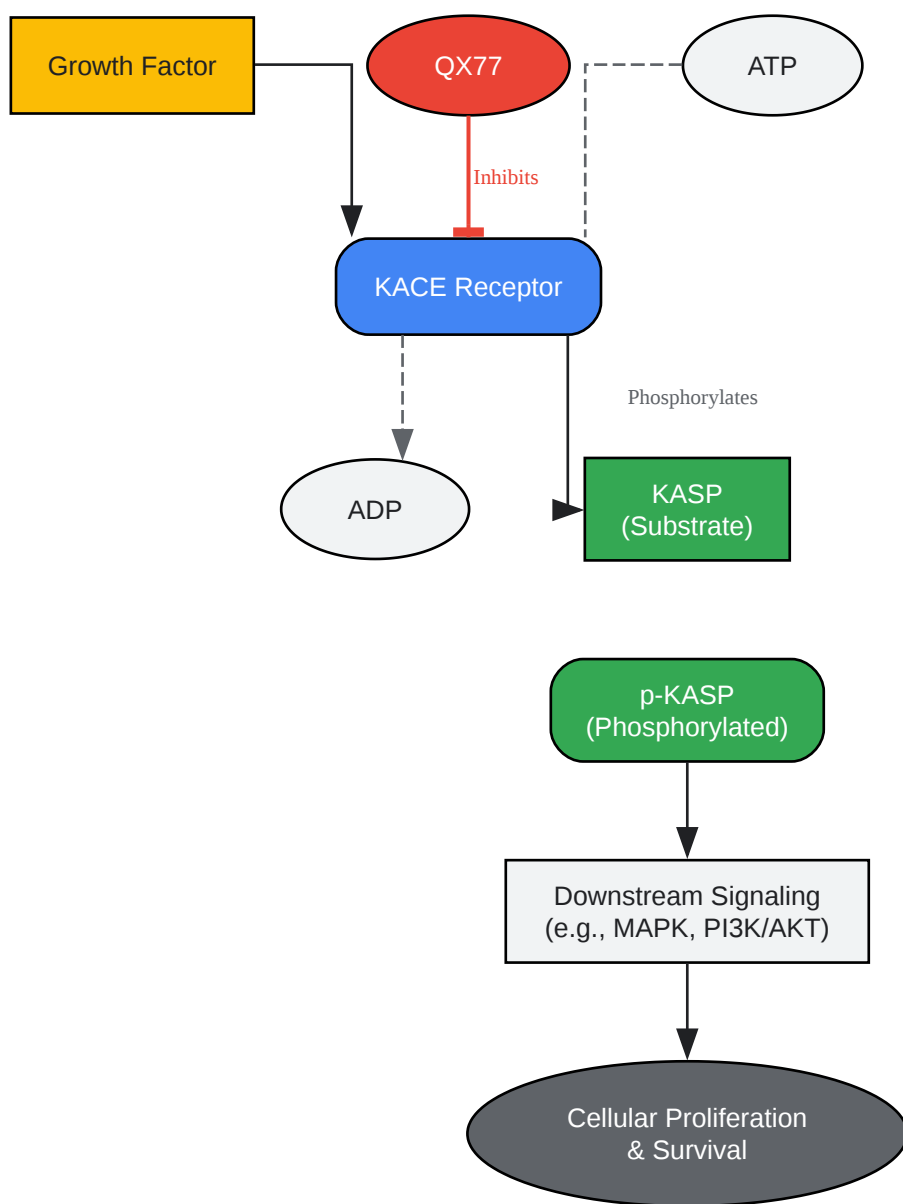 Growth Factor
QX77
ATP
Inhibits
KACE Receptor
Phosphorylates
ADP
KASP
(Substrate)
p-KASP
(Phosphorylated)
Downstream Signaling
(e.g., MAPK, PI3K/AKT)
Cellular Proliferation
& Survival